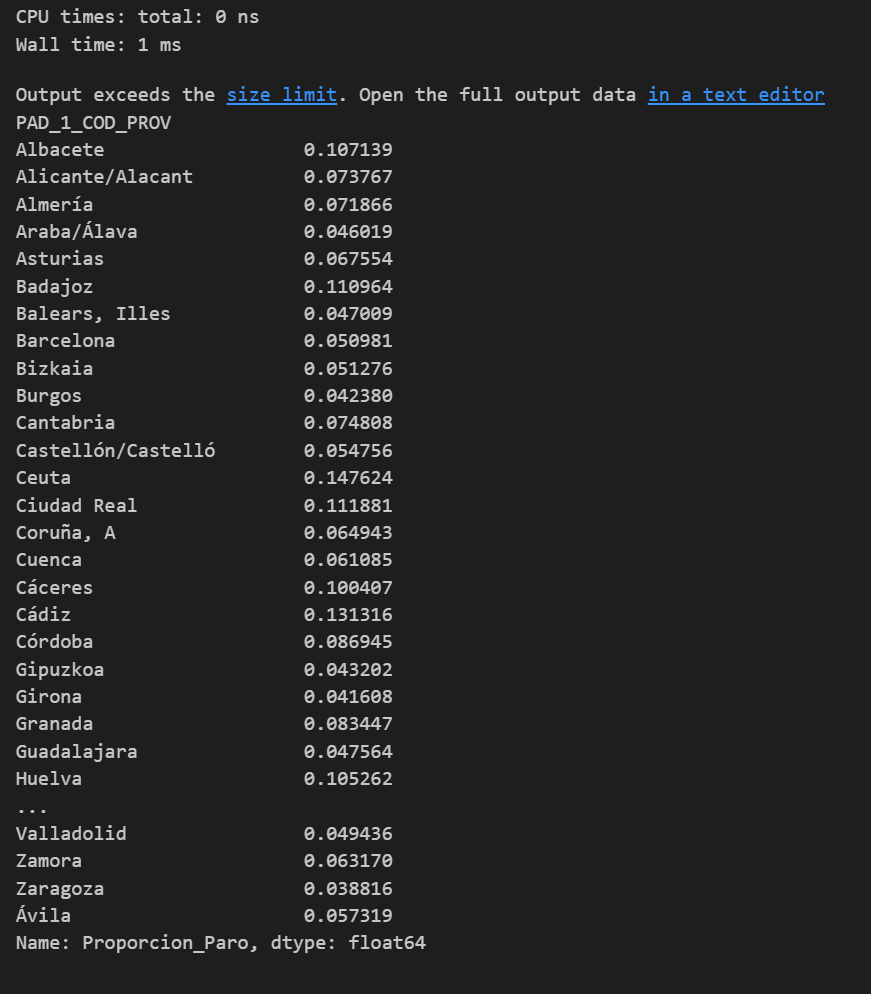 CPU times: total: 0 ns
Wall time: 1 ms
Output exceeds the size limit. Open the full output data in a text editor
PAD_1_COD_PROV
Albacete 0.107139
Alicante/Alacant 0.073767
Almería 0.071866
Araba/Álava 0.046019
Asturias 0.067554
Badajoz 0.110964
Balears, Illes 0.047009
Barcelona 0.050981
Bizkaia 0.051276
Burgos 0.042380
Cantabria 0.074808
Castellón/Castelló 0.054756
Ceuta 0.147624
Ciudad Real 0.111881
Coruña, A 0.064943
Cuenca 0.061085
Cáceres 0.100407
Cádiz 0.131316
Córdoba 0.086945
Gipuzkoa 0.043202
Girona 0.041608
Granada 0.083447
Guadalajara 0.047564
Huelva 0.105262
...
Valladolid 0.049436
Zamora 0.063170
Zaragoza 0.038816
Ávila 0.057319
Name: Proporcion_Paro, dtype: float64